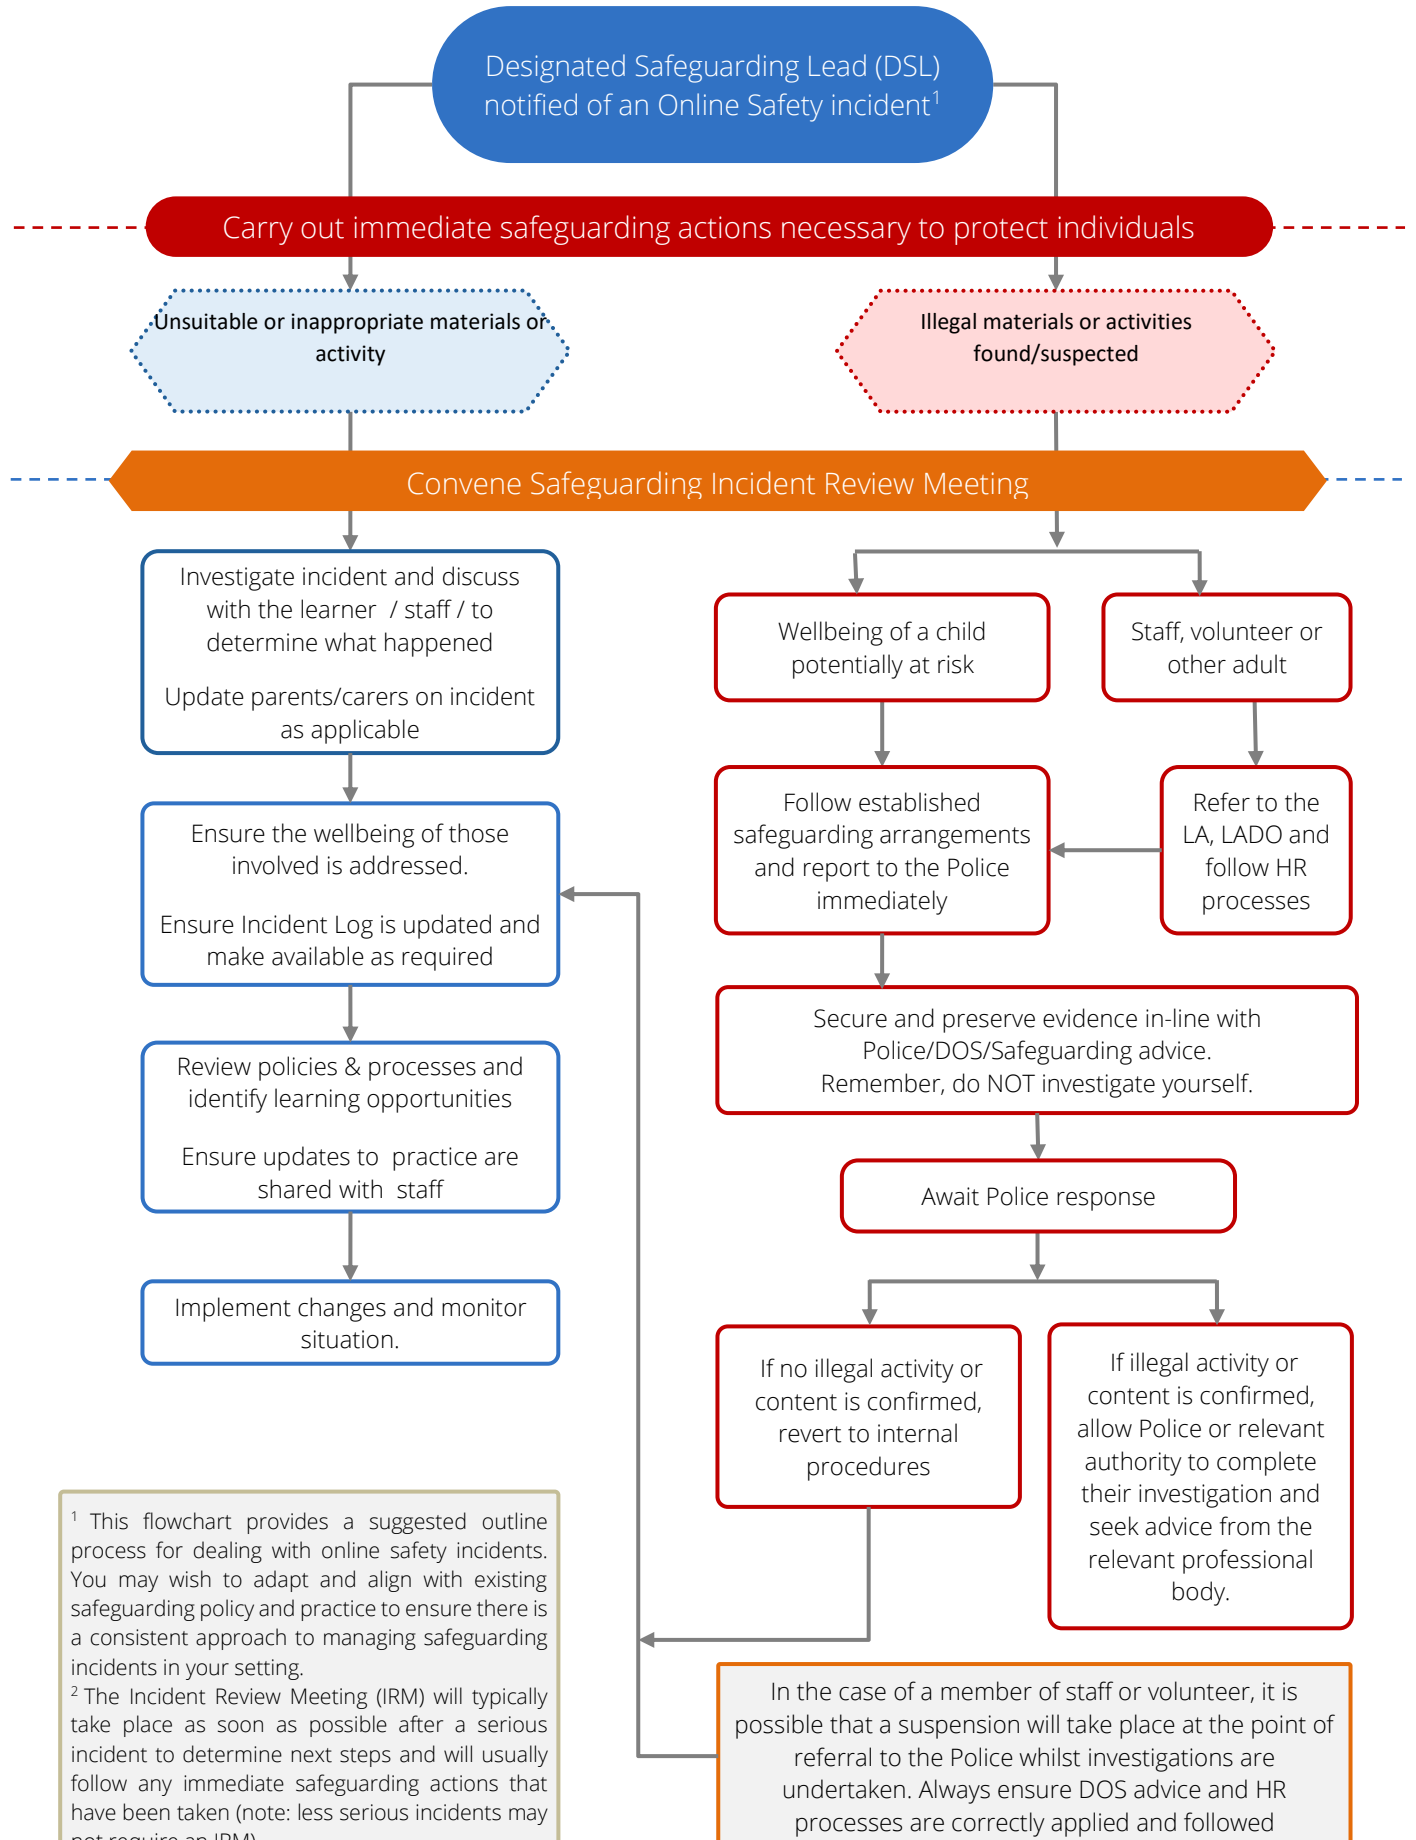 Designated Safeguarding Lead (DSL)
notified of an Online Safety incident1
Carry out immediate safeguarding actions necessary to protect individuals
Unsuitable or inappropriate materials or
activity
Illegal materials or activities
found/suspected
Convene Safeguarding Incident Review Meeting
Investigate incident and discuss
with the learner / staff / to
determine what happened
Update parents/carers on incident
as applicable
Ensure the wellbeing of those
involved is addressed.
Ensure Incident Log is updated and
make available as required
Review policies & processes and
identify learning opportunities
Ensure updates to practice are
shared with staff
Implement changes and monitor
situation.
Wellbeing of a child
potentially at risk
Staff, volunteer or
other adult
Follow established
safeguarding arrangements
and report to the Police
immediately
Refer to the
LA, LADO and
follow HR
processes
Secure and preserve evidence in-line with
Police/DOS/Safeguarding advice.
Remember, do NOT investigate yourself.
Await Police response
If no illegal activity or
content is confirmed,
revert to internal
procedures
If illegal activity or
content is confirmed,
allow Police or relevant
authority to complete
their investigation and
seek advice from the
relevant professional
body.
1 This flowchart provides a suggested outline
process for dealing with online safety incidents.
You may wish to adapt and align with existing
safeguarding policy and practice to ensure there is
a consistent approach to managing safeguarding
incidents in your setting.
2 The Incident Review Meeting (IRM) will typically
take place as soon as possible after a serious
incident to determine next steps and will usually
follow any immediate safeguarding actions that
have been taken (note: less serious incidents may
not require an IRM)
In the case of a member of staff or volunteer, it is
possible that a suspension will take place at the point of
referral to the Police whilst investigations are
undertaken. Always ensure DOS advice and HR
processes are correctly applied and followed